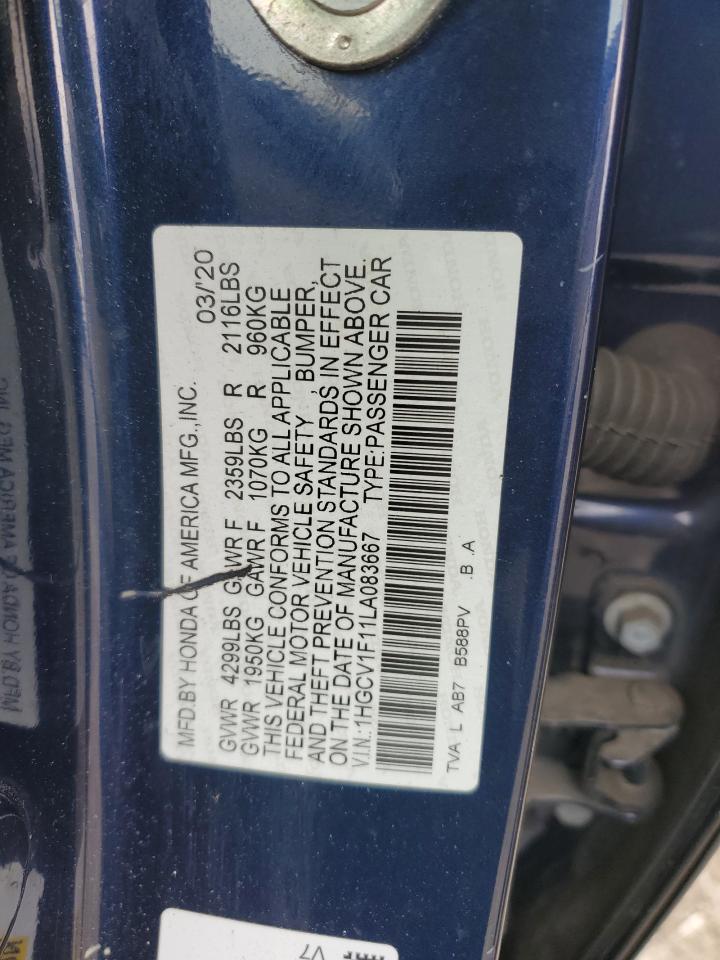 MFD.BY HONDA OF AMERICA MFG.,INC. 03/'20
GVWR 4299LBS GAWR F 2359LBS R 2116LBS
GVWR 1950KG GAWR F 1070KG R 960KG
THIS VEHICLE CONFORMS TO ALL APPLICABLE
FEDERAL MOTOR VEHICLE SAFETY BUMPER,
AND THEFT PREVENTION STANDARDS IN EFFECT
ON THE DATE OF MANUFACTURE SHOWN ABOVE.
V.I.N:1HGCV1F11LA083667 TYPE:PASSENGER CAR
TVA L AB7 B588PV .B .A
V7